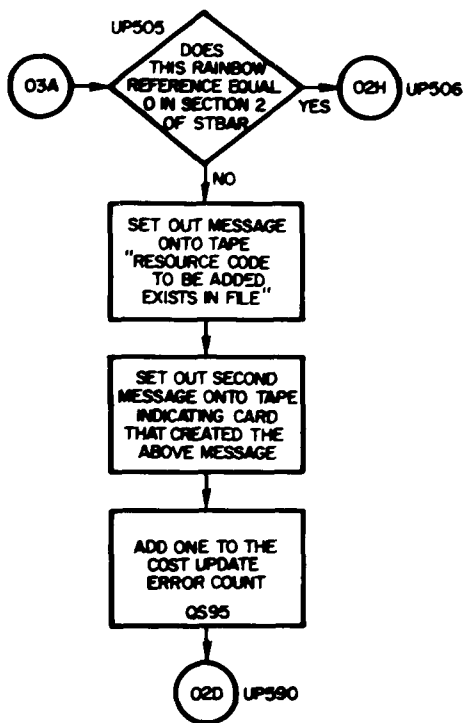 UP505
DOES
THIS RAINBOW
REFERENCE EQUAL
0 IN SECTION 2
OF STBAR
03A
YES
02H
UP506
NO
SET OUT MESSAGE
ONTO TAPE
"RESOURCE CODE
TO BE ADDED
EXISTS IN FILE"
SET OUT SECOND
MESSAGE ONTO TAPE
INDICATING CARD
THAT CREATED THE
ABOVE MESSAGE
ADD ONE TO THE
COST UPDATE
ERROR COUNT
QS95
02D
UP590